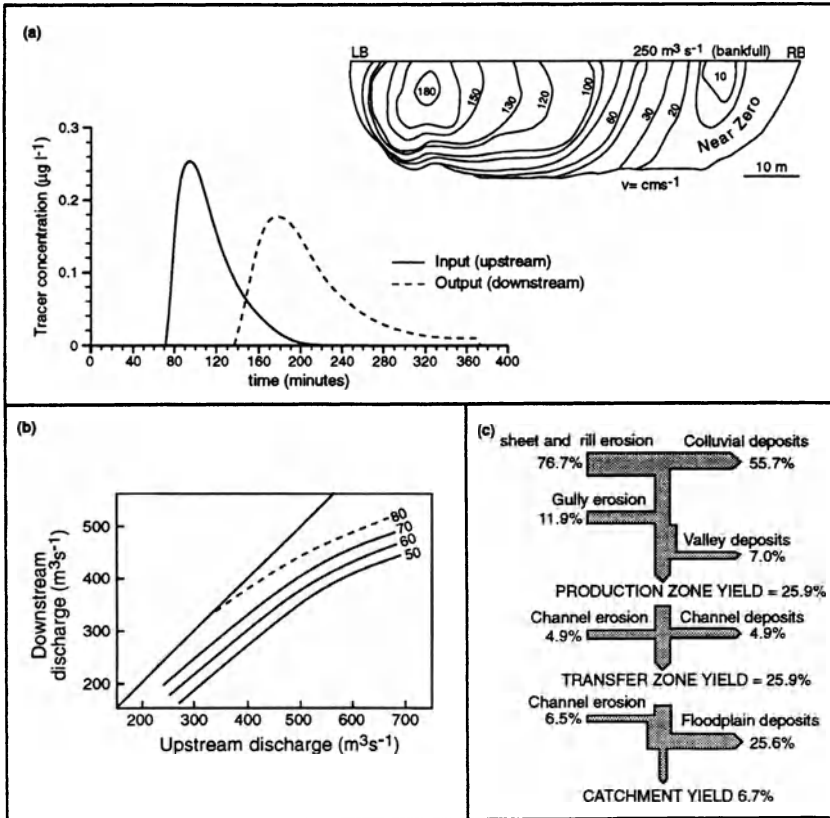 (a)
LB
250 m³ s⁻¹ (bankfull)
RB
180
150
130
120
100
60
30
20
10
Near Zero
v= cms⁻¹
10 m
Tracer concentration (µg l⁻¹)
0.3
0.2
0.1
0
0 40 80 120 160 200 240 280 320 360 400
time (minutes)
Input (upstream)
Output (downstream)
(b)
Downstream
discharge (m³s⁻¹)
500
400
300
200
80
70
60
50
200 300 400 500 600 700
Upstream discharge (m³s⁻¹)
(c)
sheet and rill erosion
76.7%
Colluvial deposits
55.7%
Gully erosion
11.9%
Valley deposits
7.0%
PRODUCTION ZONE YIELD = 25.9%
Channel erosion
4.9%
Channel deposits
4.9%
TRANSFER ZONE YIELD = 25.9%
Channel erosion
6.5%
Floodplain deposits
25.6%
CATCHMENT YIELD 6.7%